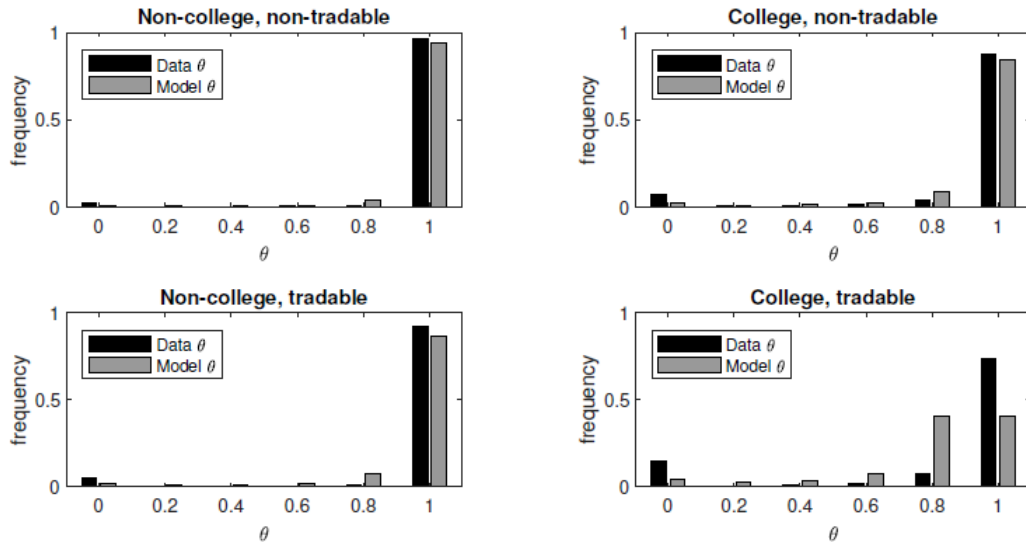 Non-college, non-tradable
1
0.5
0
frequency
Data θ
Model θ
0 0.2 0.4 0.6 0.8 1
θ
College, non-tradable
1
0.5
0
frequency
Data θ
Model θ
0 0.2 0.4 0.6 0.8 1
θ
Non-college, tradable
1
0.5
0
frequency
Data θ
Model θ
0 0.2 0.4 0.6 0.8 1
θ
College, tradable
1
0.5
0
frequency
Data θ
Model θ
0 0.2 0.4 0.6 0.8 1
θ